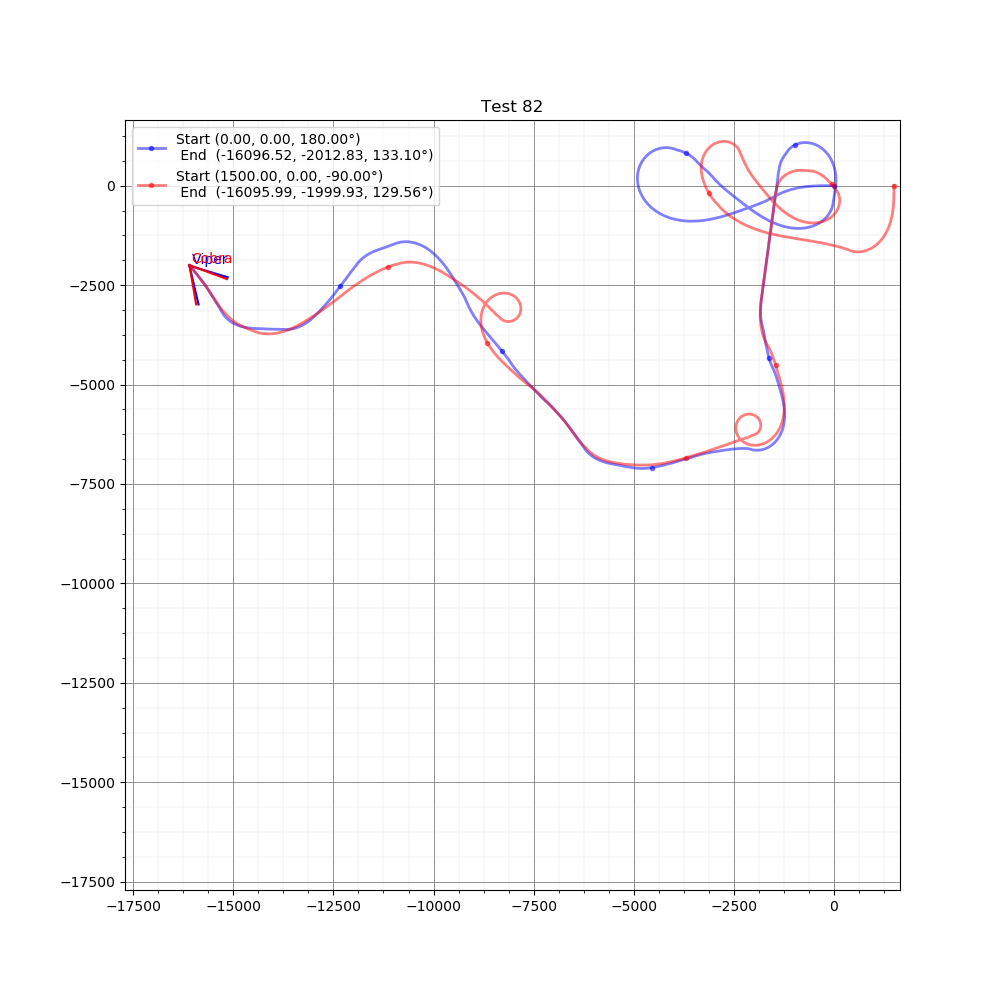 Test 82
Start (0.00, 0.00, 180.00°)
End (-16096.52, -2012.83, 133.10°)
Start (1500.00, 0.00, -90.00°)
End (-16095.99, -1999.93, 129.56°)
0
−2500
−5000
−7500
−10000
−12500
−15000
−17500
−17500 −15000 −12500 −10000 −7500 −5000 −2500 0